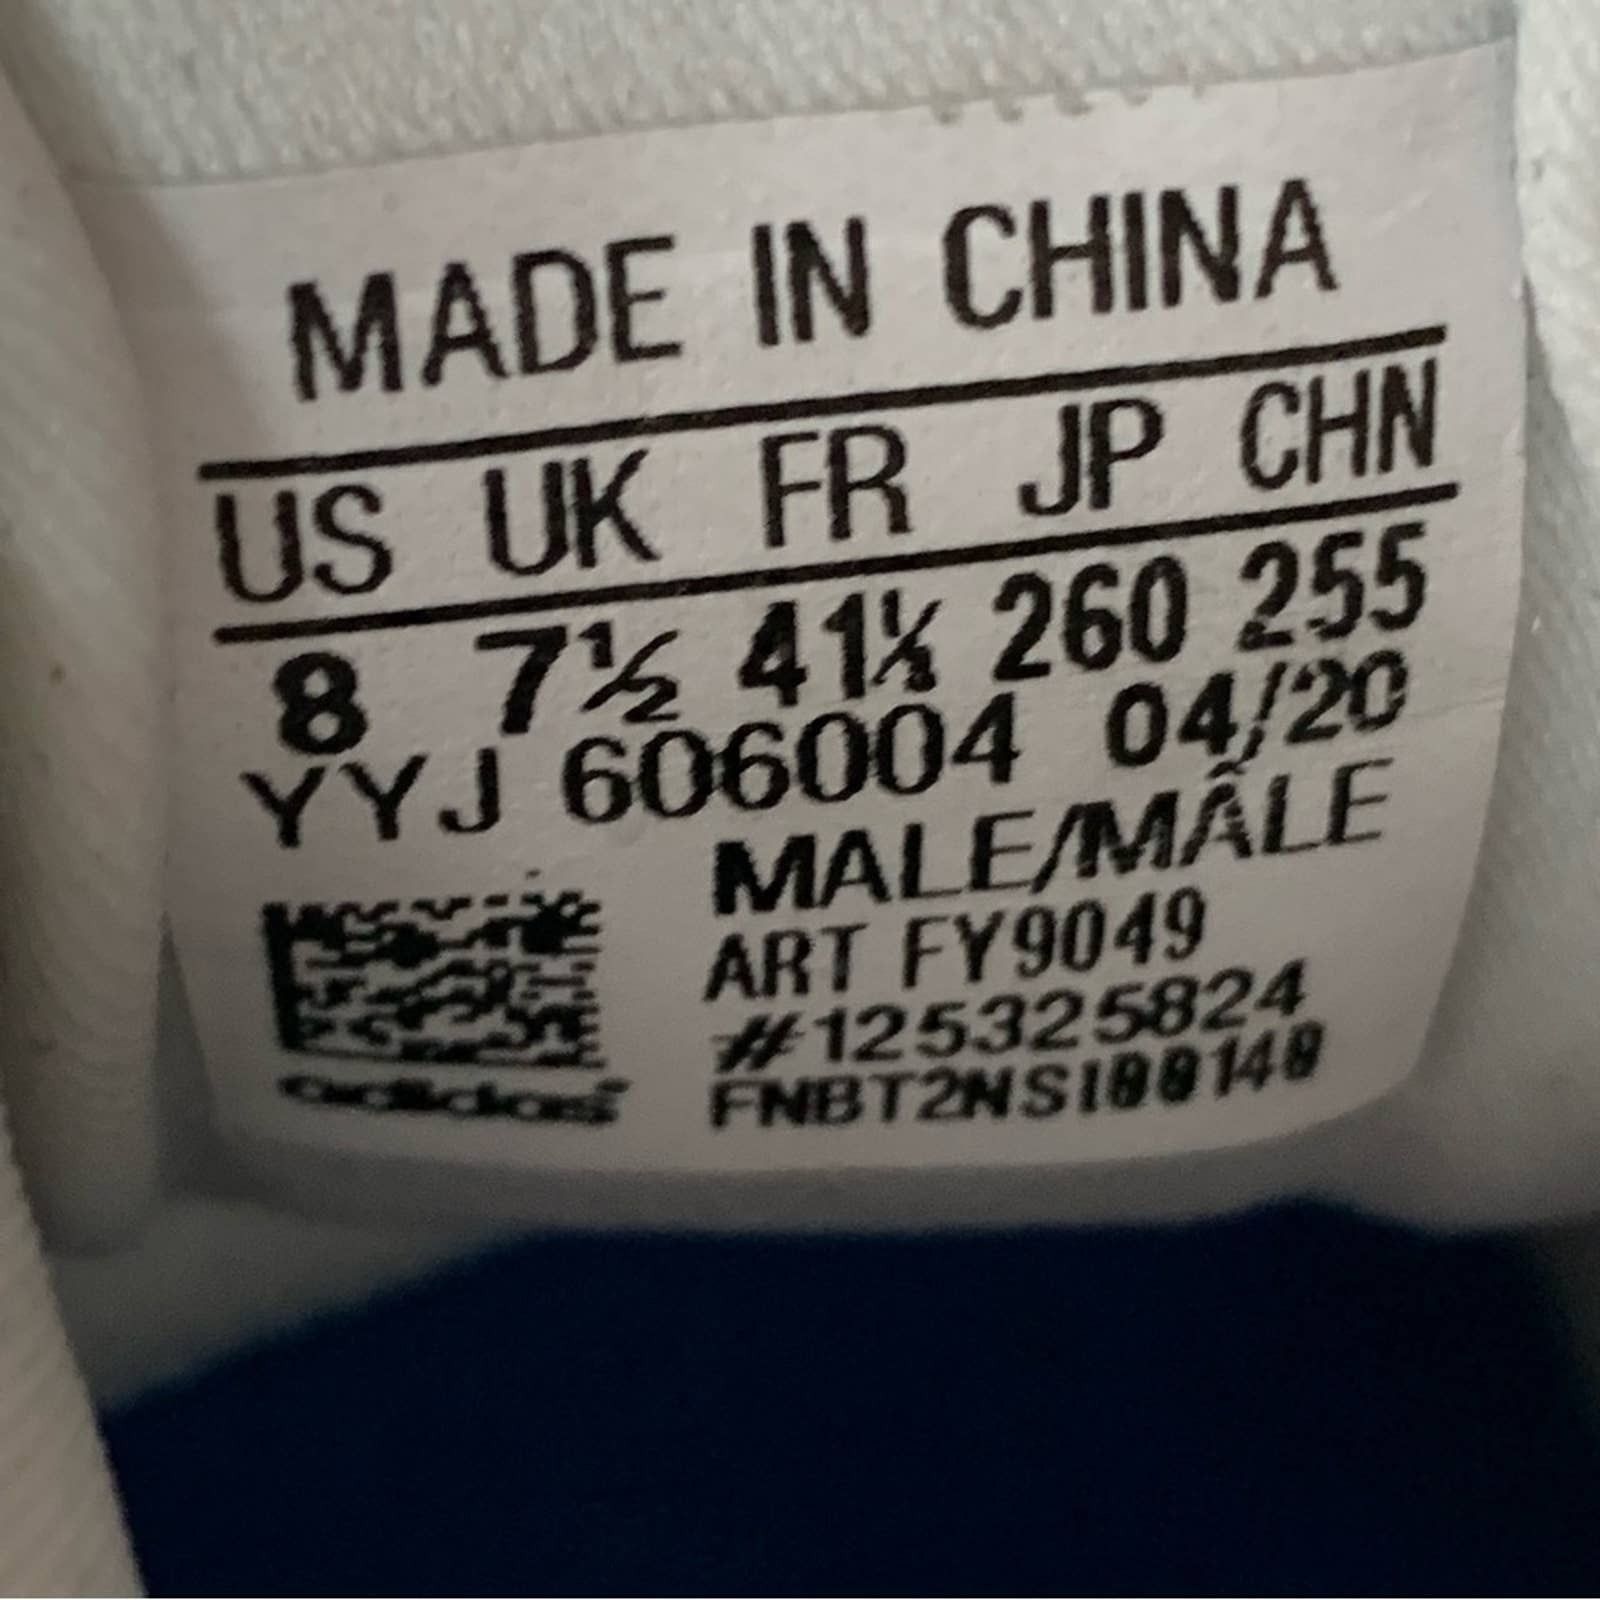 MADE IN CHINA
US UK FR JP CHN
8 7½ 41⅓ 260 255
YYJ 606004 04/20
MALE/MÂLE
ART FY9049
#125325824
FNBT2NSI00140
adidas